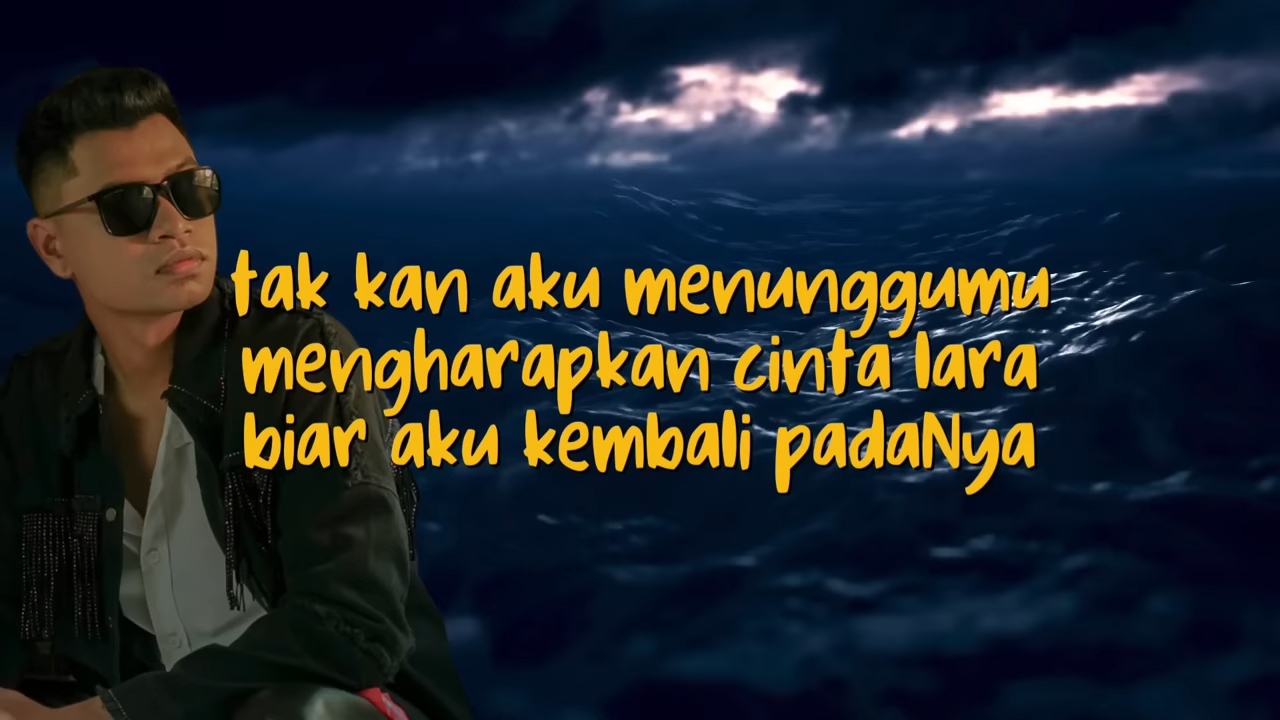 tak kan aku menunggumu
mengharapkan cinta lara
biar aku kembali padaNya